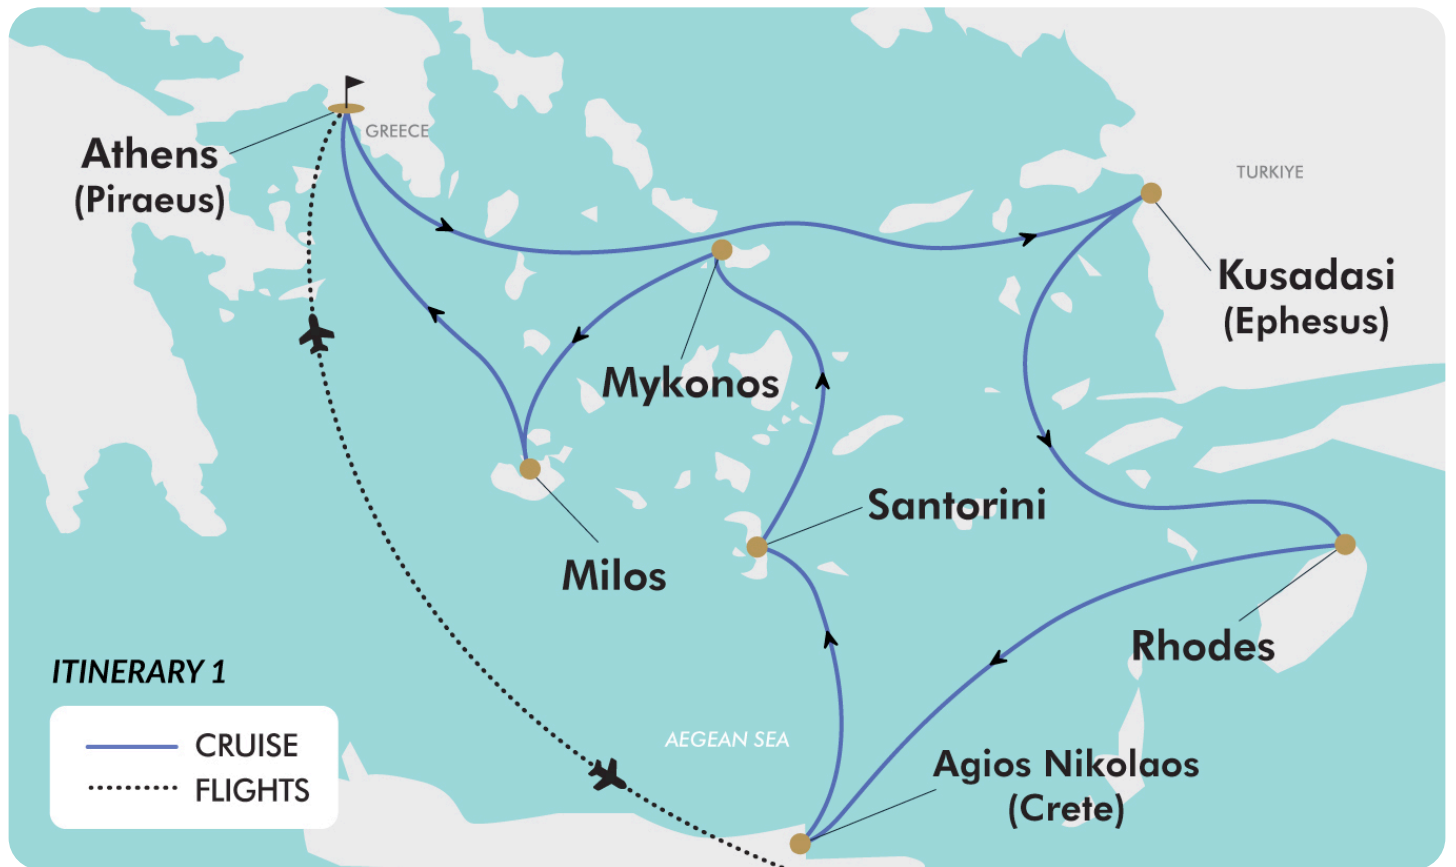 GREECE
Athens
(Piraeus)
TURKIYE
Kusadasi
(Ephesus)
Mykonos
Santorini
Milos
Rhodes
ITINERARY 1
CRUISE
FLIGHTS
AEGEAN SEA
Agios Nikolaos
(Crete)